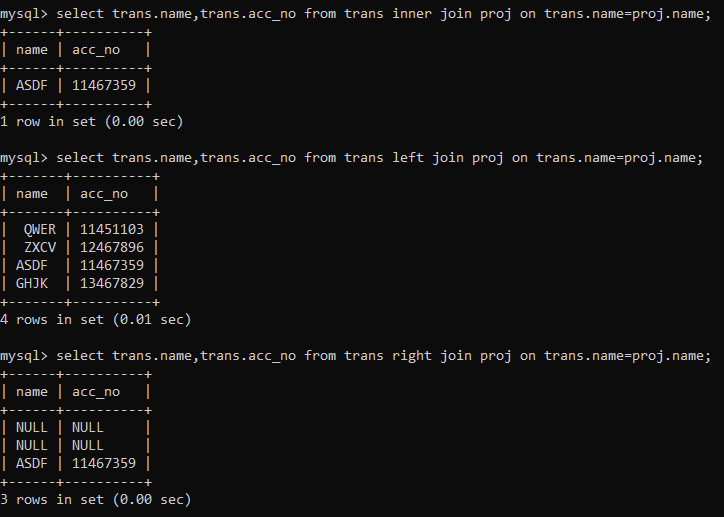 mysql> select trans.name,trans.acc_no from trans inner join proj on trans.name=proj.name;
+------+----------+
| name | acc_no   |
+------+----------+
| ASDF | 11467359 |
+------+----------+
1 row in set (0.00 sec)

mysql> select trans.name,trans.acc_no from trans left join proj on trans.name=proj.name;
+-------+----------+
| name  | acc_no   |
+-------+----------+
|  QWER | 11451103 |
|  ZXCV | 12467896 |
| ASDF  | 11467359 |
| GHJK  | 13467829 |
+-------+----------+
4 rows in set (0.01 sec)

mysql> select trans.name,trans.acc_no from trans right join proj on trans.name=proj.name;
+------+----------+
| name | acc_no   |
+------+----------+
| NULL | NULL     |
| NULL | NULL     |
| ASDF | 11467359 |
+------+----------+
3 rows in set (0.00 sec)